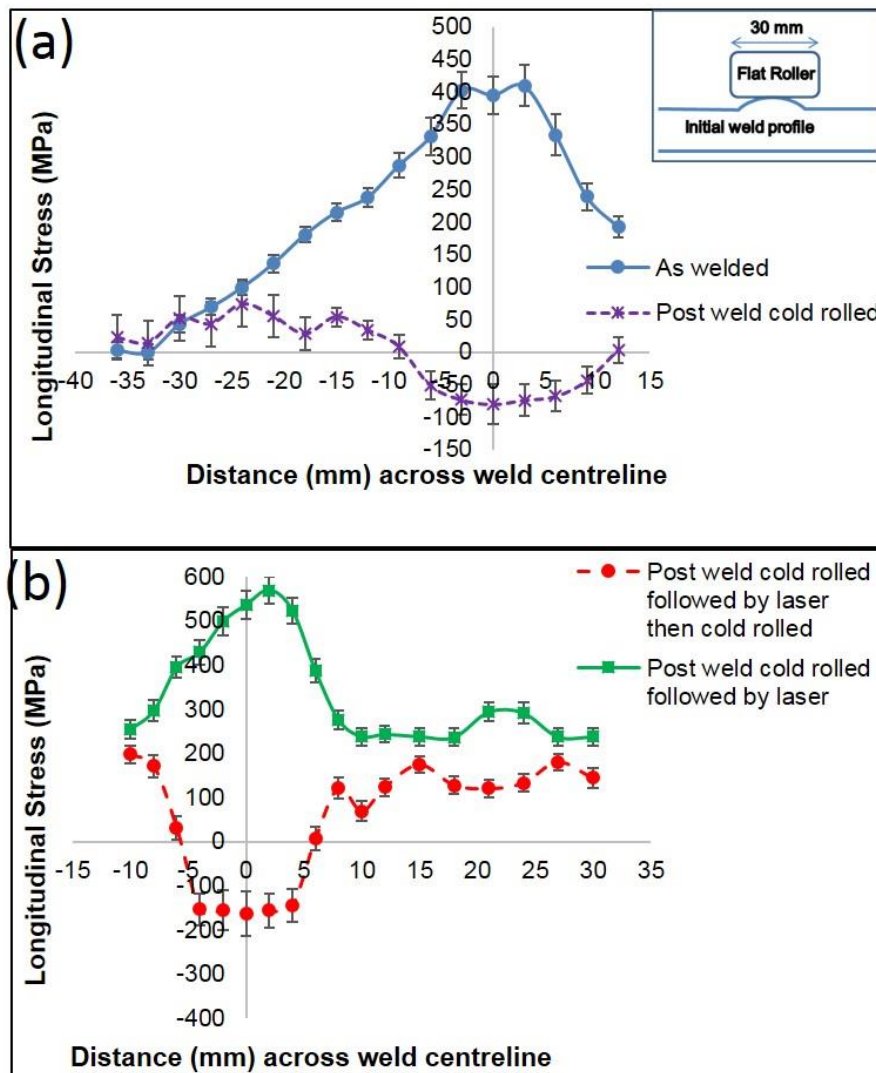 (a)
30 mm
Flat Roller
Initial weld profile
Longitudinal Stress (MPa)
500
450
400
350
300
250
200
150
100
50
0
-50
-100
-150
-40 -35 -30 -25 -20 -15 -10 -5 0 5 10 15
As welded
Post weld cold rolled
Distance (mm) across weld centreline
(b)
Longitudinal Stress (MPa)
600
500
400
300
200
100
0
-100
-200
-300
-400
-15 -10 -5 0 5 10 15 20 25 30 35
Post weld cold rolled
followed by laser
then cold rolled
Post weld cold rolled
followed by laser
Distance (mm) across weld centreline